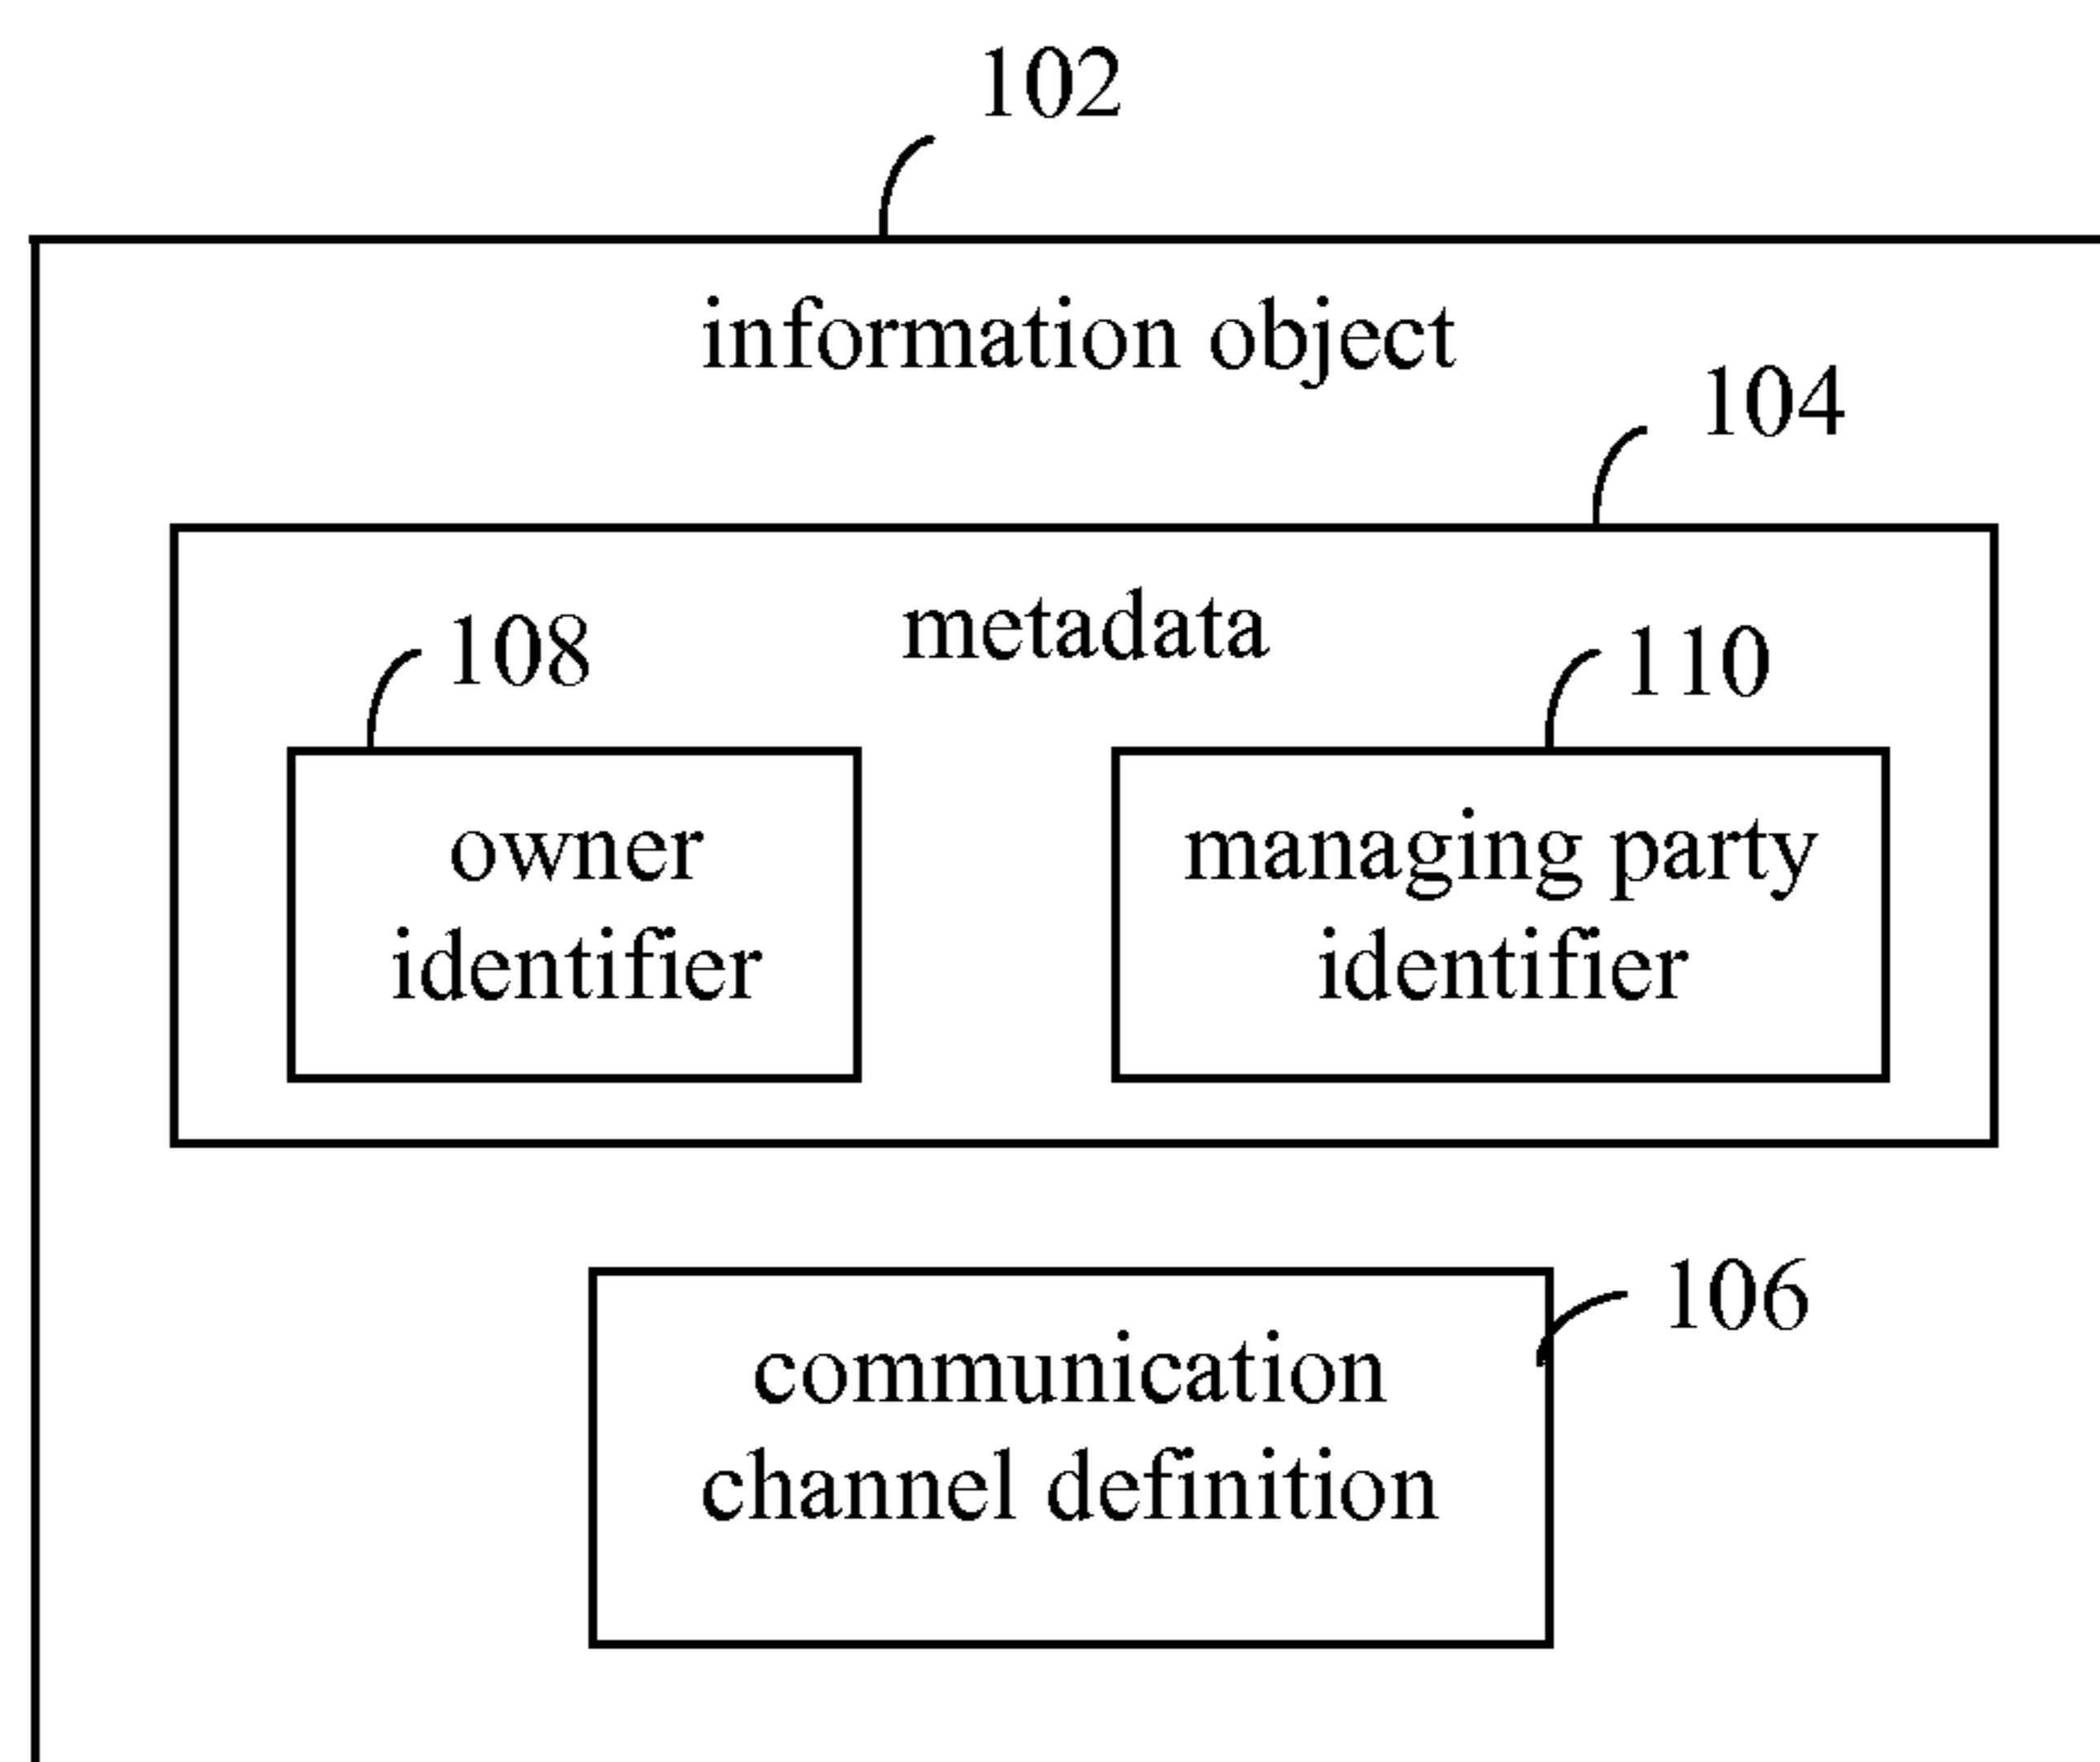 102
information object
104
metadata
108
110
owner
identifier
managing party
identifier
106
communication
channel definition